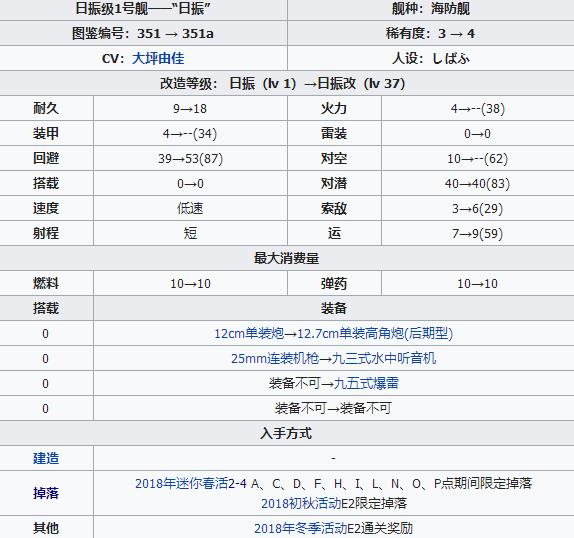 日振级1号舰——“日振” 舰种：海防舰
图鉴编号：351 → 351a 稀有度：3 → 4
CV：大坪由佳 人设：しばふ
改造等级： 日振（lv 1）→日振改（lv 37）
耐久 9→18 火力 4→--(38)
装甲 4→--(34) 雷装 0→0
回避 39→53(87) 对空 10→--(62)
搭载 0→0 对潜 40→40(83)
速度 低速 索敌 3→6(29)
射程 短 运 7→9(59)
最大消费量
燃料 10→10 弹药 10→10
搭载 装备
0 12cm单装炮→12.7cm单装高角炮(后期型)
0 25mm连装机枪→九三式水中听音机
0 装备不可→九五式爆雷
0 装备不可→装备不可
入手方式
建造 -
掉落 2018年迷你春活2-4 A、C、D、F、H、I、L、N、O、P点期间限定掉落
2018初秋活动E2限定掉落
其他 2018年冬季活动E2通关奖励